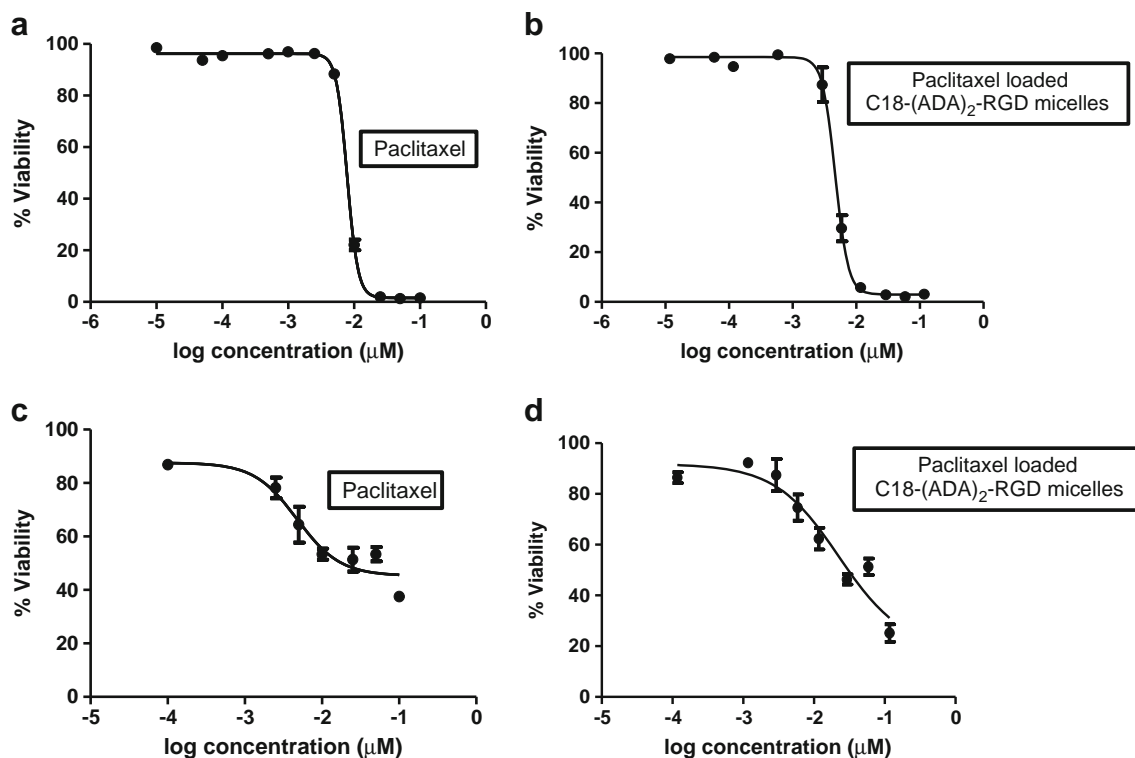 a
100
80
60
40
20
0
% Viability
-6 -5 -4 -3 -2 -1 0
log concentration (μM)
Paclitaxel
b
100
80
60
40
20
0
% Viability
-6 -5 -4 -3 -2 -1 0
log concentration (μM)
Paclitaxel loaded
C18-(ADA)2-RGD micelles
c
100
80
60
40
20
0
% Viability
-5 -4 -3 -2 -1 0
log concentration (μM)
Paclitaxel
d
100
80
60
40
20
0
% Viability
-5 -4 -3 -2 -1 0
log concentration (μM)
Paclitaxel loaded
C18-(ADA)2-RGD micelles